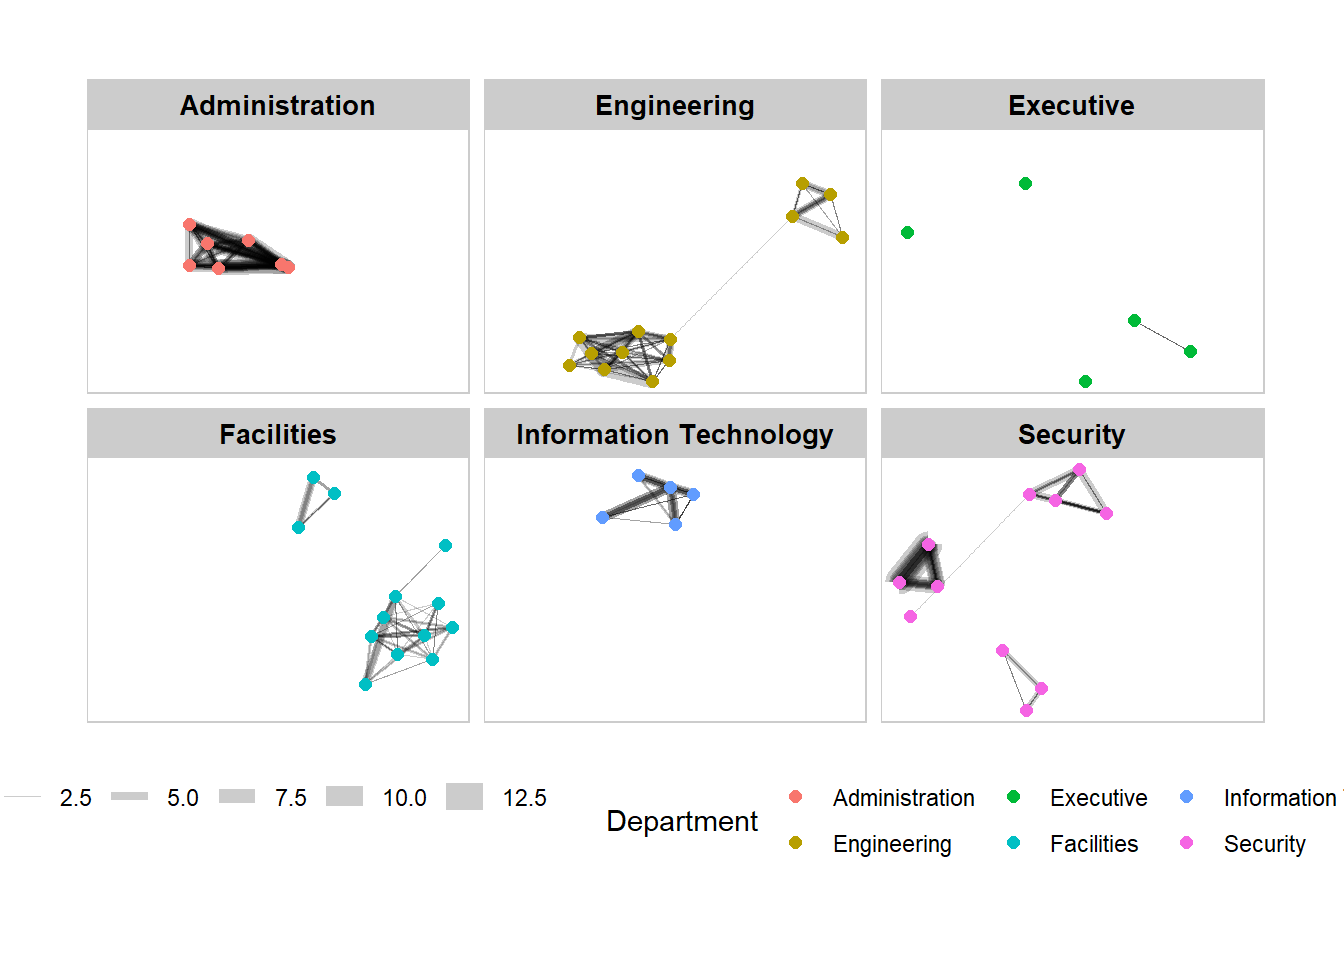 Administration
Engineering
Executive
Facilities
Information Technology
Security
2.5
5.0
7.5
10.0
12.5
Department
Administration
Executive
Information
Engineering
Facilities
Security